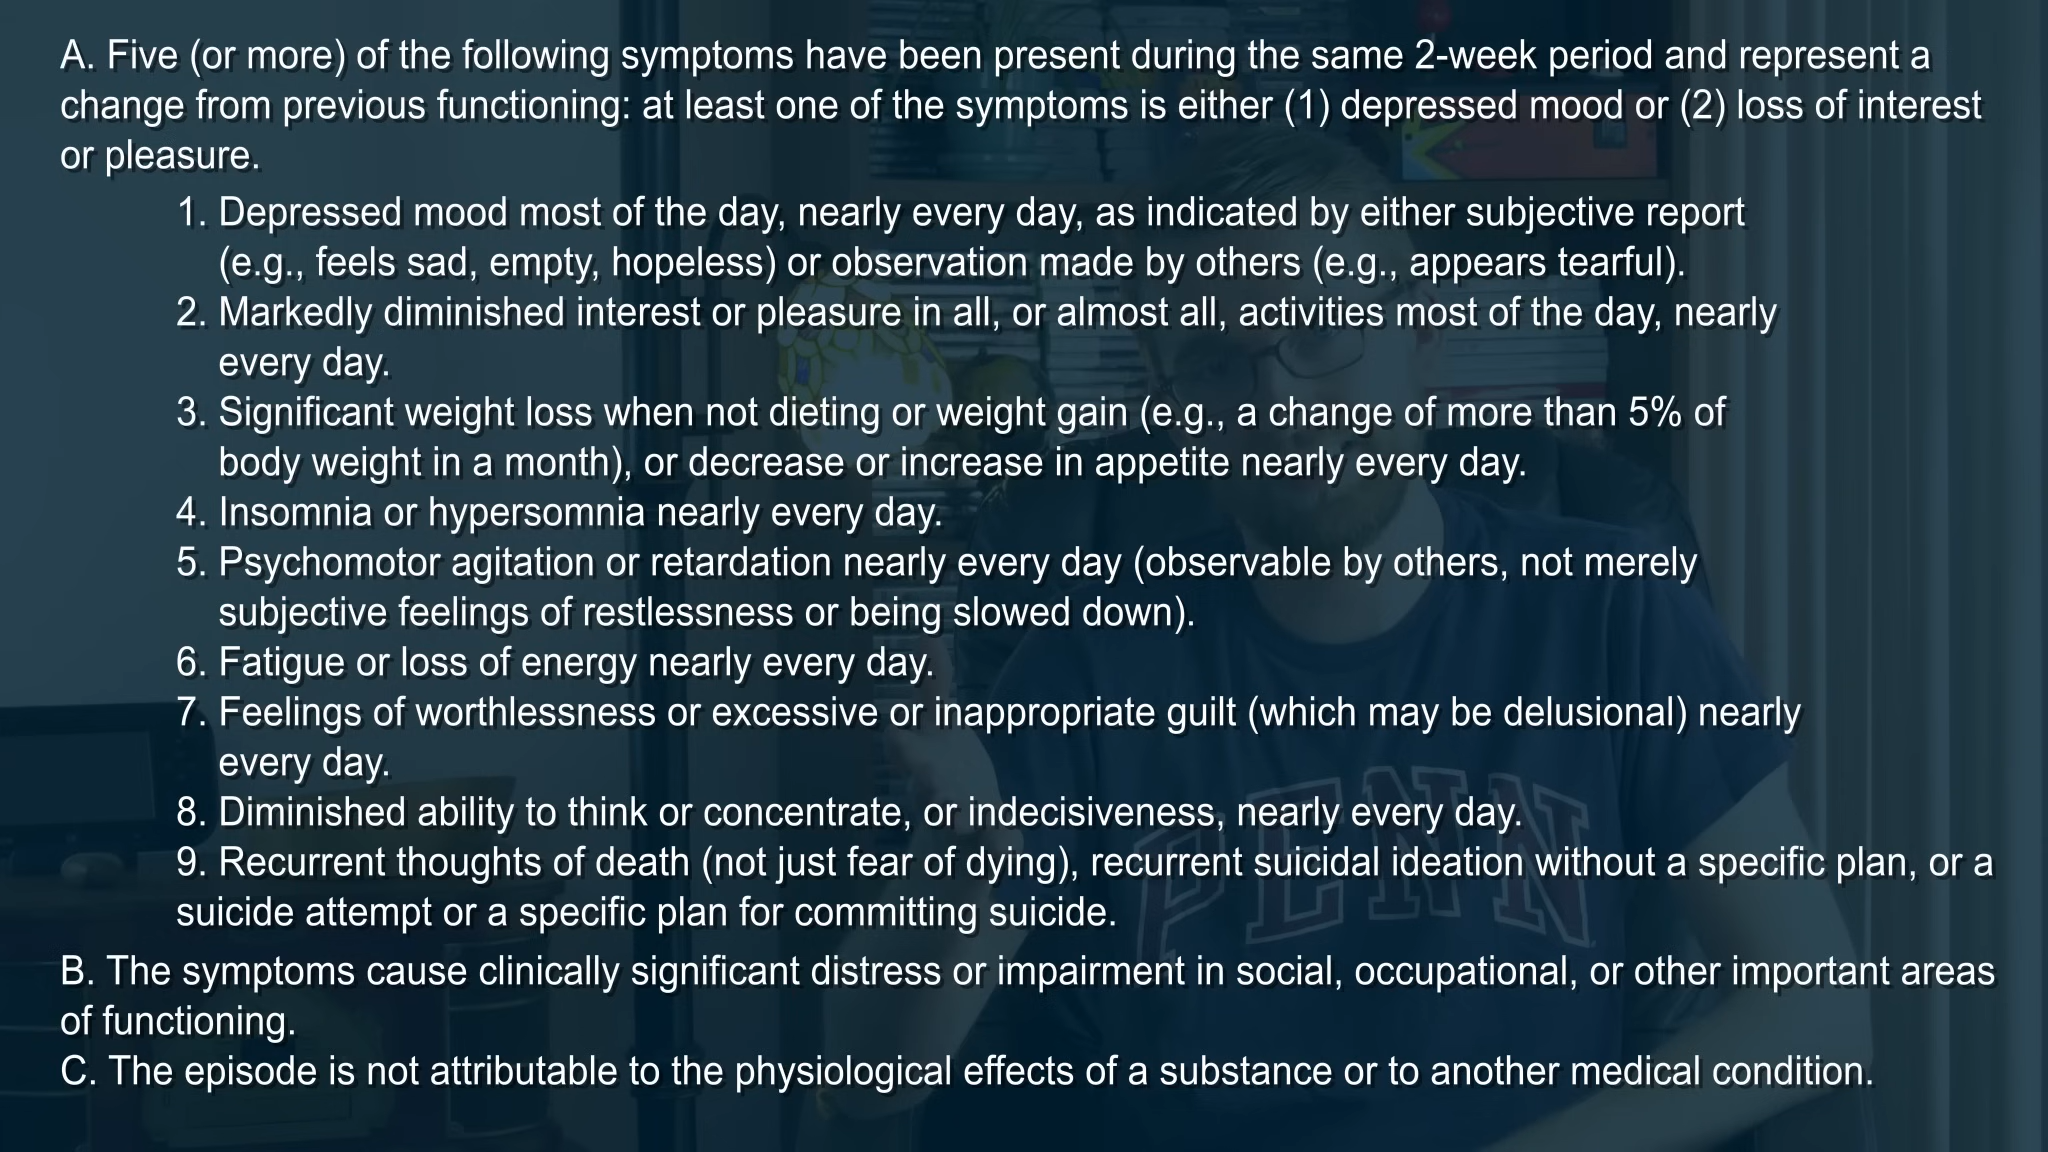 A. Five (or more) of the following symptoms have been present during the same 2-week period and represent a
change from previous functioning: at least one of the symptoms is either (1) depressed mood or (2) loss of interest
or pleasure.
1. Depressed mood most of the day, nearly every day, as indicated by either subjective report
(e.g., feels sad, empty, hopeless) or observation made by others (e.g., appears tearful).
2. Markedly diminished interest or pleasure in all, or almost all, activities most of the day, nearly
every day.
3. Significant weight loss when not dieting or weight gain (e.g., a change of more than 5% of
body weight in a month), or decrease or increase in appetite nearly every day.
4. Insomnia or hypersomnia nearly every day.
5. Psychomotor agitation or retardation nearly every day (observable by others, not merely
subjective feelings of restlessness or being slowed down).
6. Fatigue or loss of energy nearly every day.
7. Feelings of worthlessness or excessive or inappropriate guilt (which may be delusional) nearly
every day.
8. Diminished ability to think or concentrate, or indecisiveness, nearly every day.
9. Recurrent thoughts of death (not just fear of dying), recurrent suicidal ideation without a specific plan, or a
suicide attempt or a specific plan for committing suicide.
B. The symptoms cause clinically significant distress or impairment in social, occupational, or other important areas
of functioning.
C. The episode is not attributable to the physiological effects of a substance or to another medical condition.
PENN